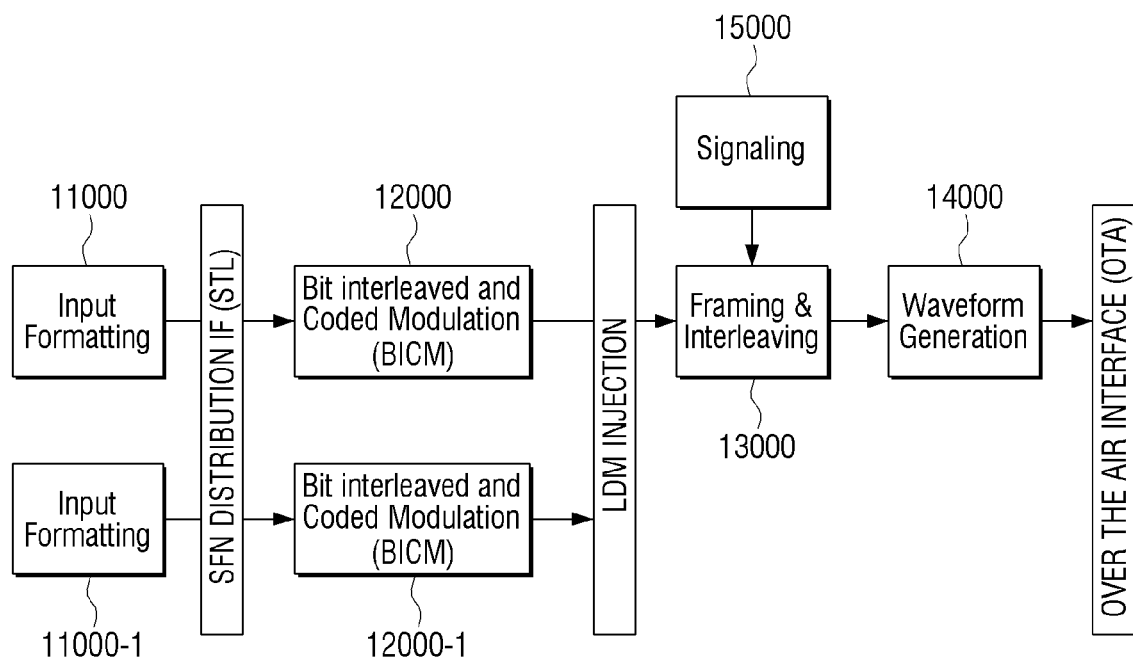 15000
Signaling
11000
Input
Formatting
SFN DISTRIBUTION IF (STL)
12000
Bit interleaved and
Coded Modulation
(BICM)
LDM INJECTION
Framing &
Interleaving
13000
14000
Waveform
Generation
OVER THE AIR INTERFACE (OTA)
Input
Formatting
11000-1
Bit interleaved and
Coded Modulation
(BICM)
12000-1